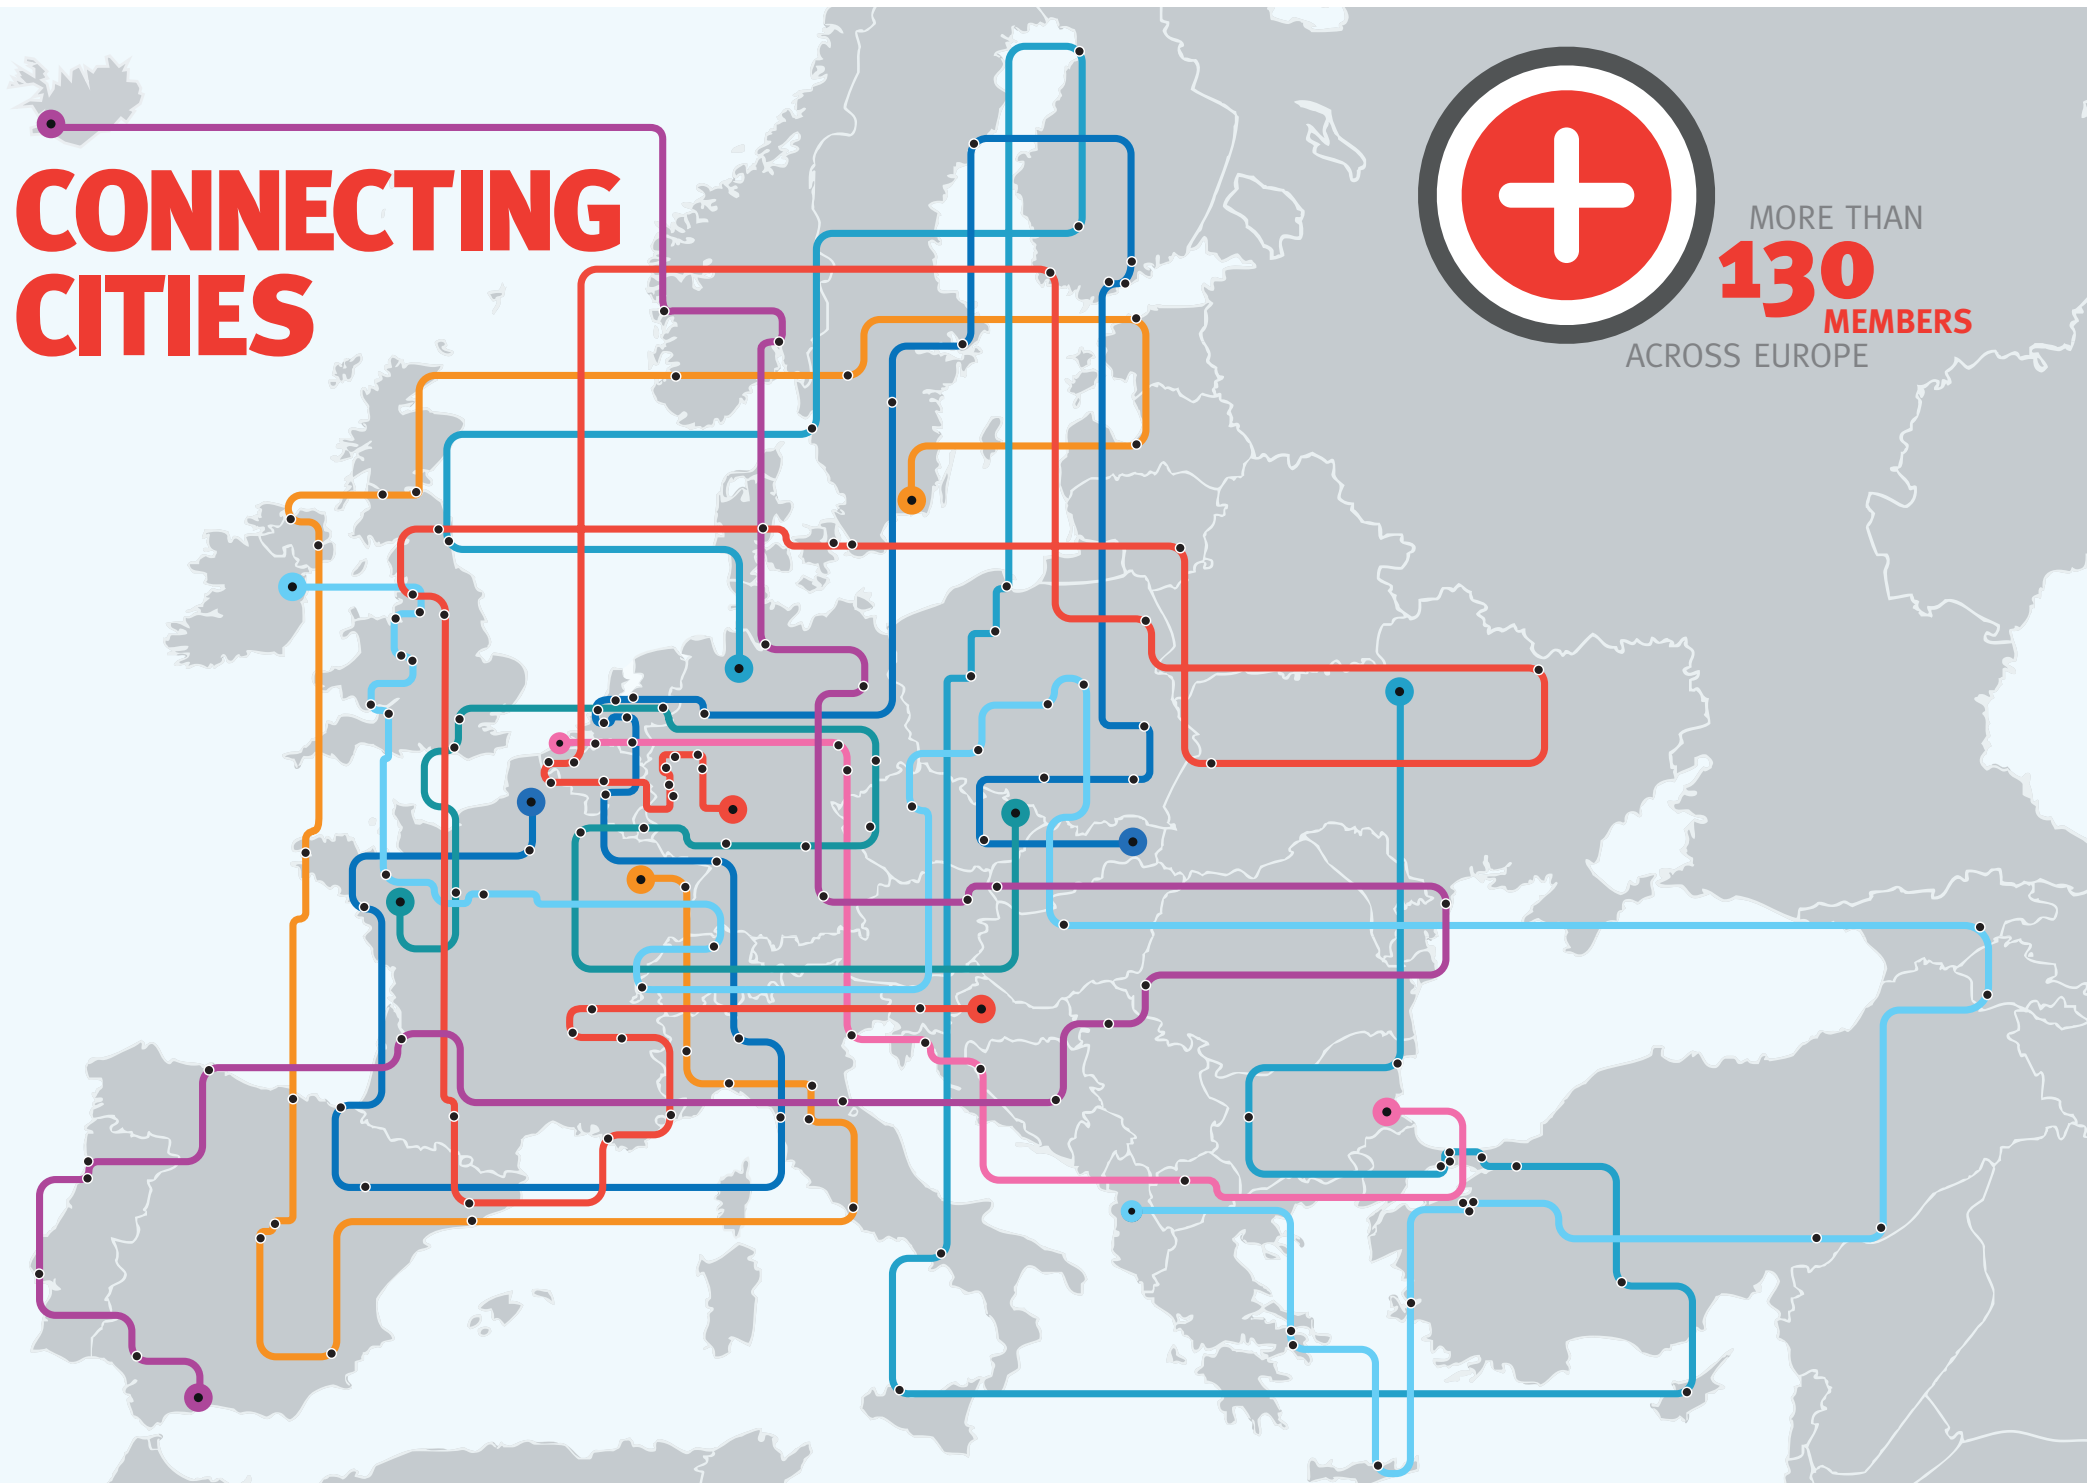 CONNECTING
CITIES
MORE THAN
130
MEMBERS
ACROSS EUROPE